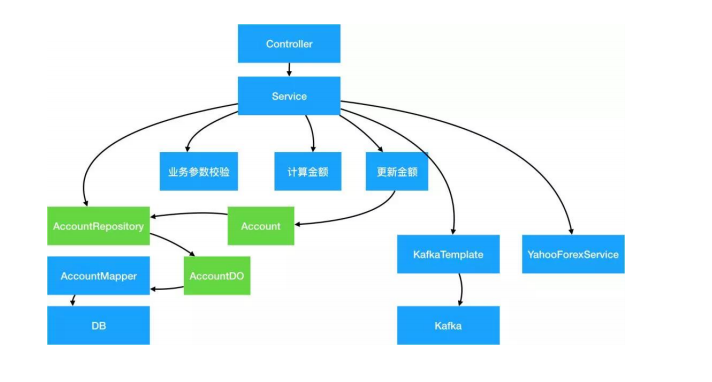 Controller
Service
业务参数校验
计算金额
更新金额
AccountRepository
Account
KafkaTemplate
YahooForexService
AccountMapper
AccountDO
DB
Kafka